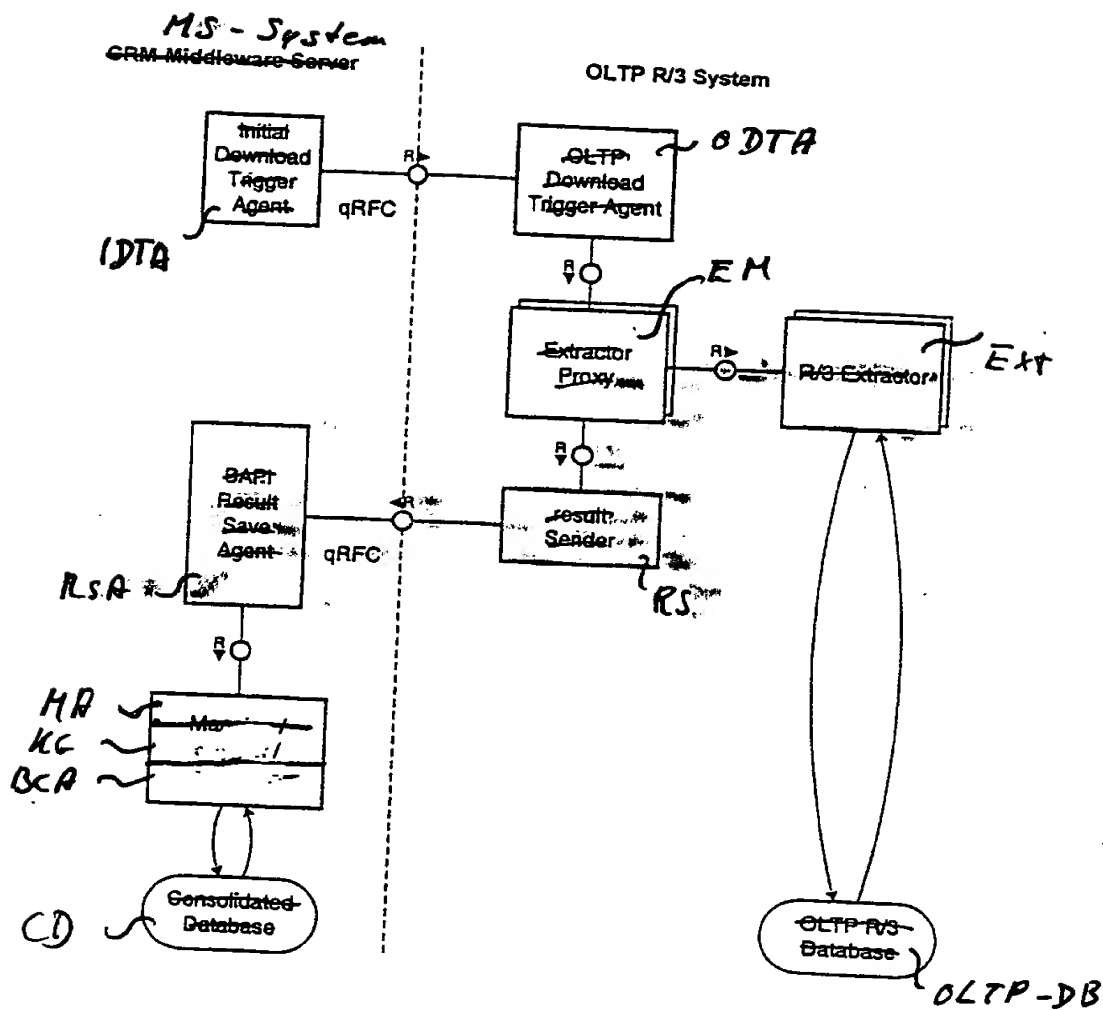 MS - System
CRM Middleware Server
OLTP R/3 System
Initial
Download
Trigger
Agent
IDTA
R
qRFC
OLTP
Download
Trigger Agent
ODTA
R
EM
Extractor
Proxy
R
R/3 Extractor
Ext
R
BAPI
Result
Save
Agent
RSA
R
qRFC
result
Sender
RS
R
MA
KG
BCA
Consolidated
Database
CD
OLTP R/3
Database
OLTP-DB